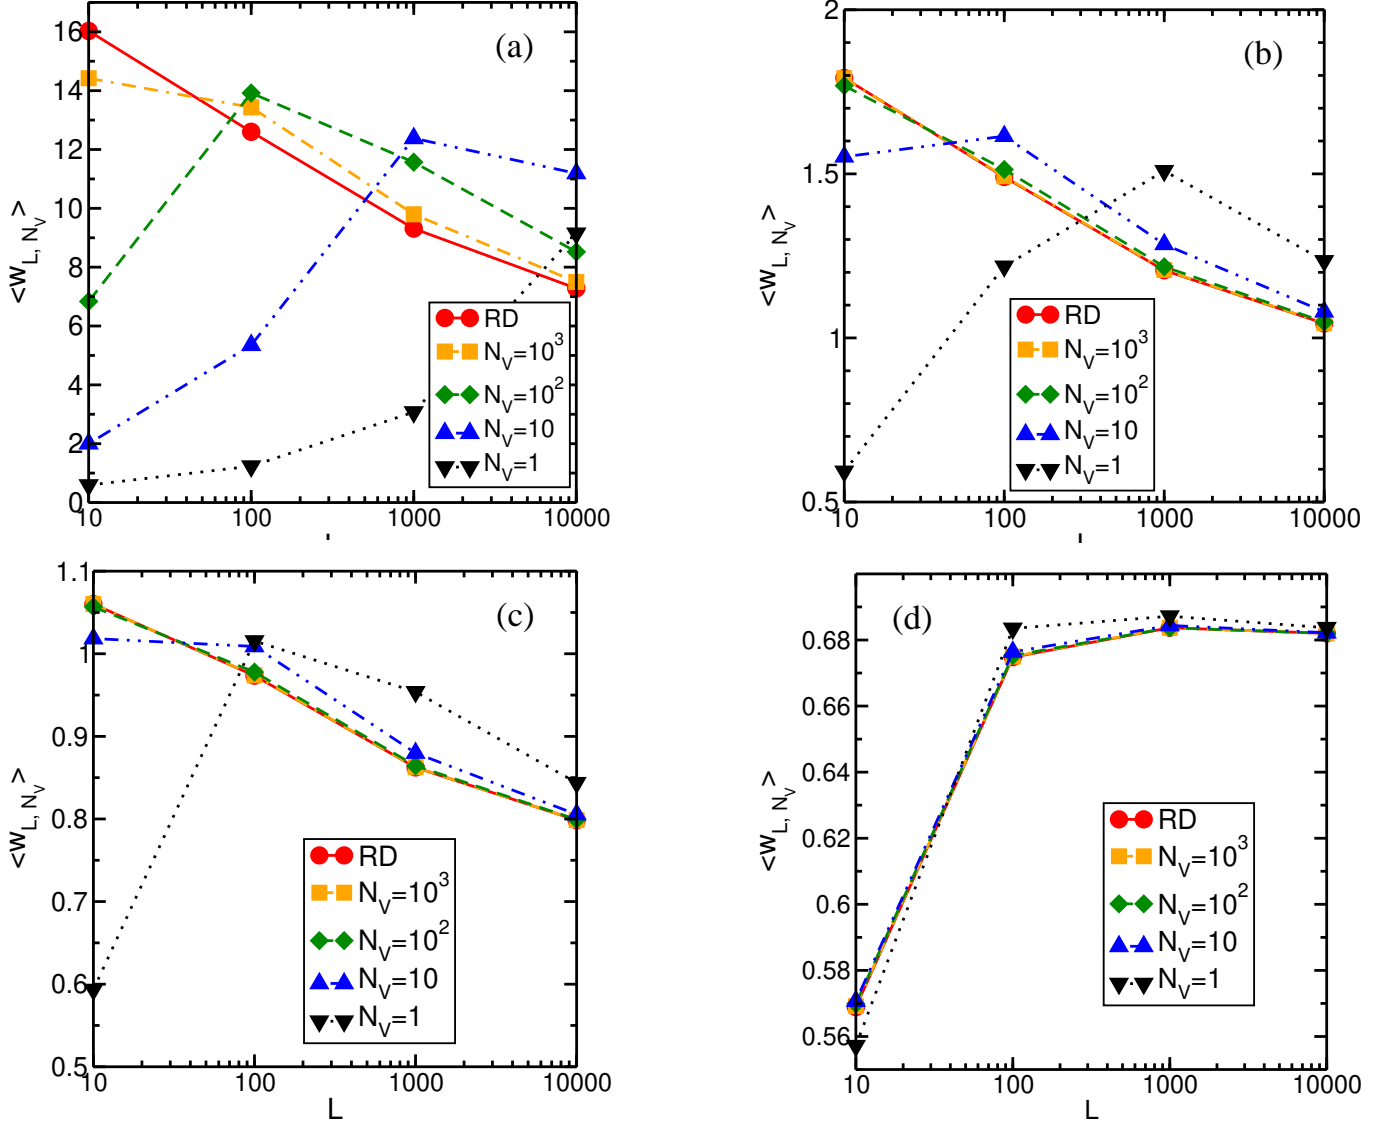 (a)
16
14
12
10
8
6
4
2
0
<w_{L, N_V}>
RD
N_V=10^3
N_V=10^2
N_V=10
N_V=1
10 100 1000 10000
(b)
2
1.5
1
0.5
<w_{L, N_V}>
RD
N_V=10^3
N_V=10^2
N_V=10
N_V=1
10 100 1000 10000
(c)
1.1
1
0.9
0.8
0.7
0.6
0.5
<w_{L, N_V}>
RD
N_V=10^3
N_V=10^2
N_V=10
N_V=1
10 100 1000 10000
L
(d)
0.68
0.66
0.64
0.62
0.6
0.58
0.56
<w_{L, N_V}>
RD
N_V=10^3
N_V=10^2
N_V=10
N_V=1
10 100 1000 10000
L